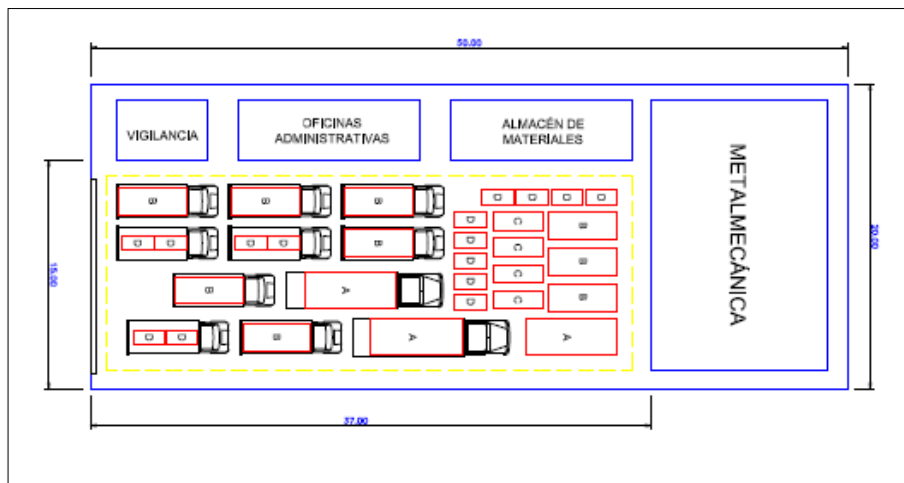 50.00
VIGILANCIA
OFICINAS
ADMINISTRATIVAS
ALMACÉN DE
MATERIALES
METALMECÁNICA
20.00
15.00
B
B
B
D
D
D
D
B
B
A
D
D
B
A
D
D
D
D
D
D
D
D
D
C
C
C
C
B
B
B
A
37.00